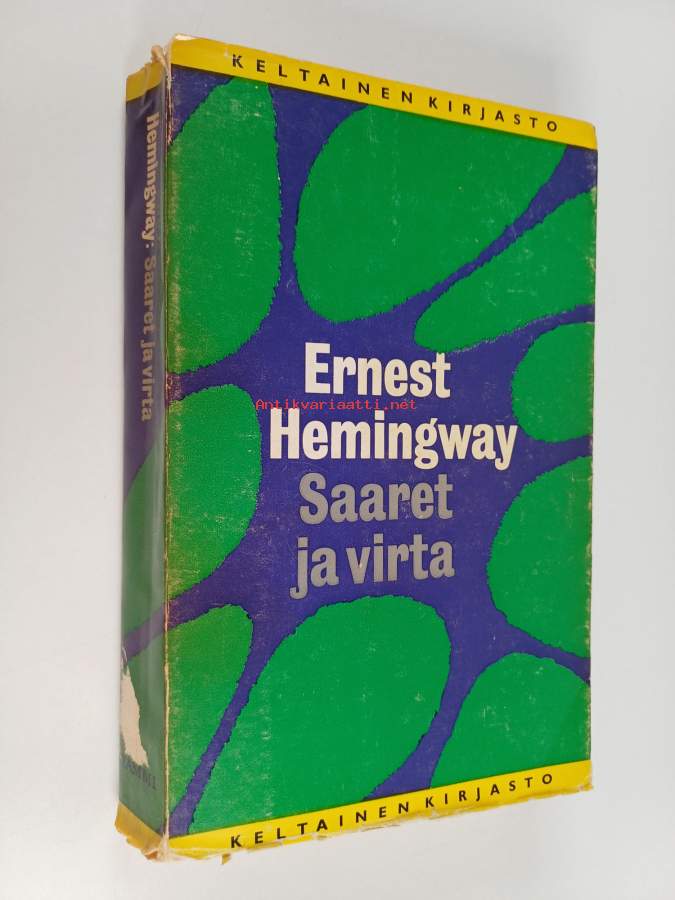 KELTAINEN KIRJASTO
Hemingway: Saaret ja virta
Ernest
Antikvariaatti.net
Hemingway
Saaret
ja virta
KELTAINEN KIRJASTO